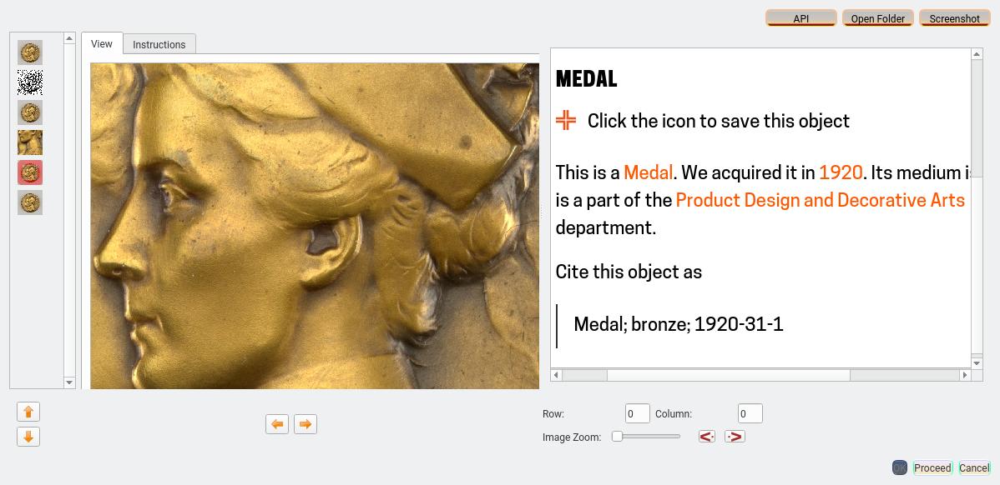 API
Open Folder
Screenshot
View
Instructions
MEDAL
Click the icon to save this object
This is a Medal. We acquired it in 1920. Its medium
is a part of the Product Design and Decorative Arts
department.
Cite this object as
Medal; bronze; 1920-31-1
Row:
0
Column:
0
Image Zoom:
<·
·>
OK
Proceed
Cancel